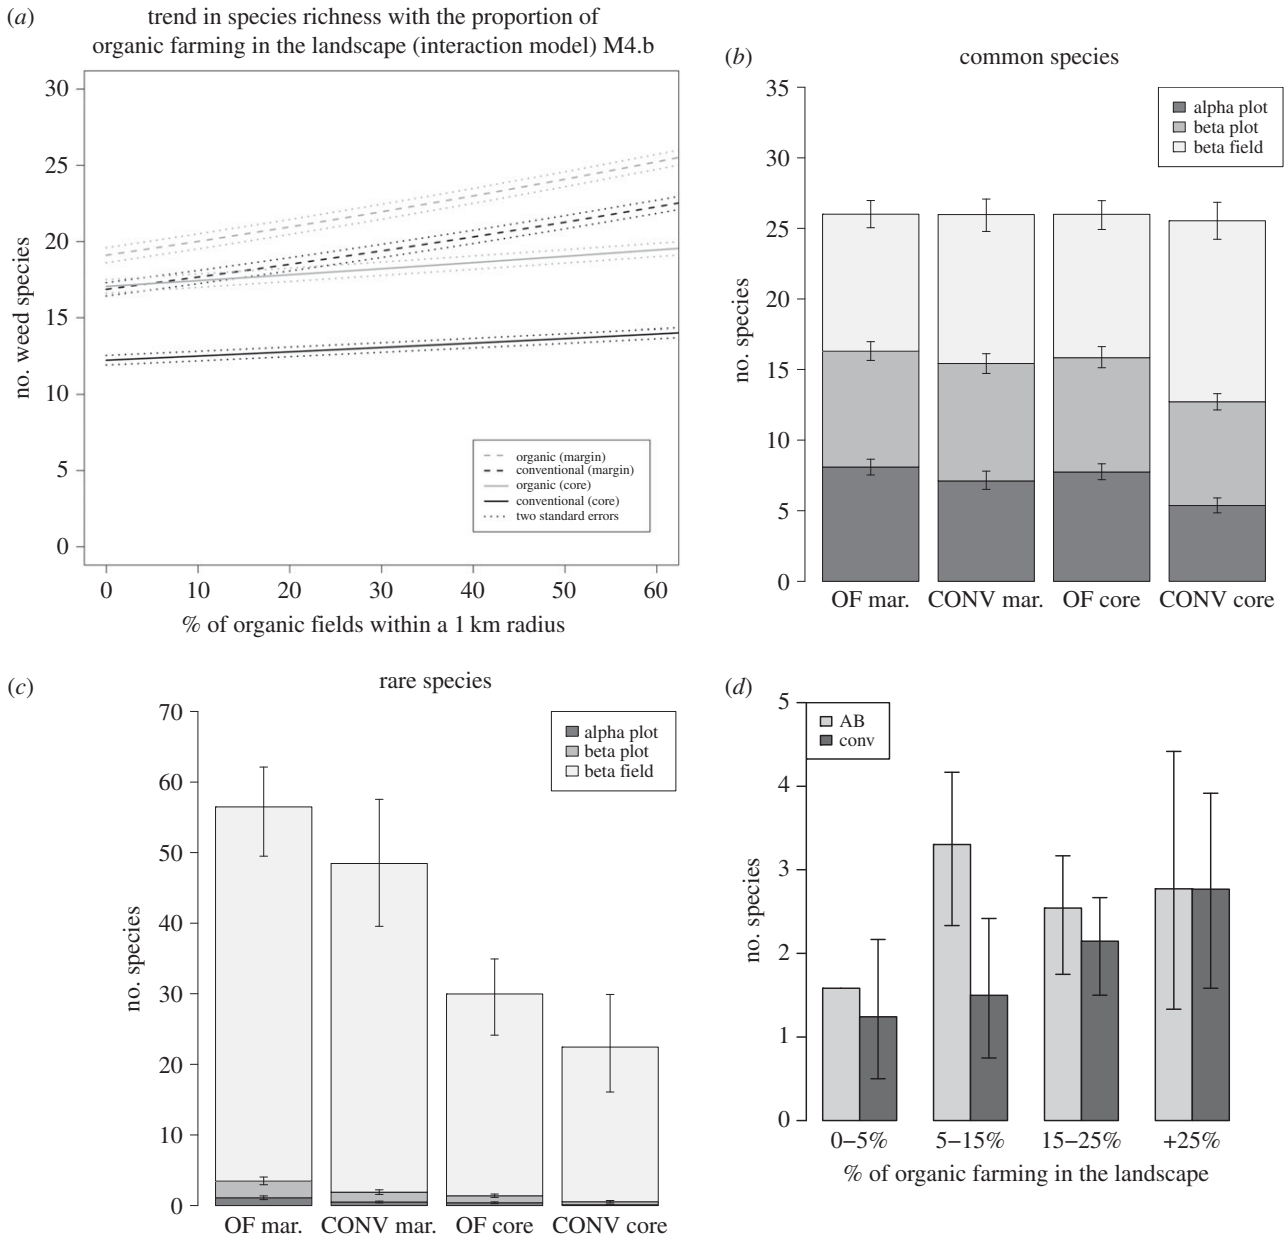 (a)
trend in species richness with the proportion of
organic farming in the landscape (interaction model) M4.b
30
25
20
15
10
5
0
no. weed species
organic (margin)
conventional (margin)
organic (core)
conventional (core)
two standard errors
0 10 20 30 40 50 60
% of organic fields within a 1 km radius
(b)
common species
35
30
25
20
15
10
5
0
no. species
alpha plot
beta plot
beta field
OF mar. CONV mar. OF core CONV core
(c)
rare species
70
60
50
40
30
20
10
0
no. species
alpha plot
beta plot
beta field
OF mar. CONV mar. OF core CONV core
(d)
5
4
3
2
1
0
no. species
AB
conv
0–5% 5–15% 15–25% +25%
% of organic farming in the landscape